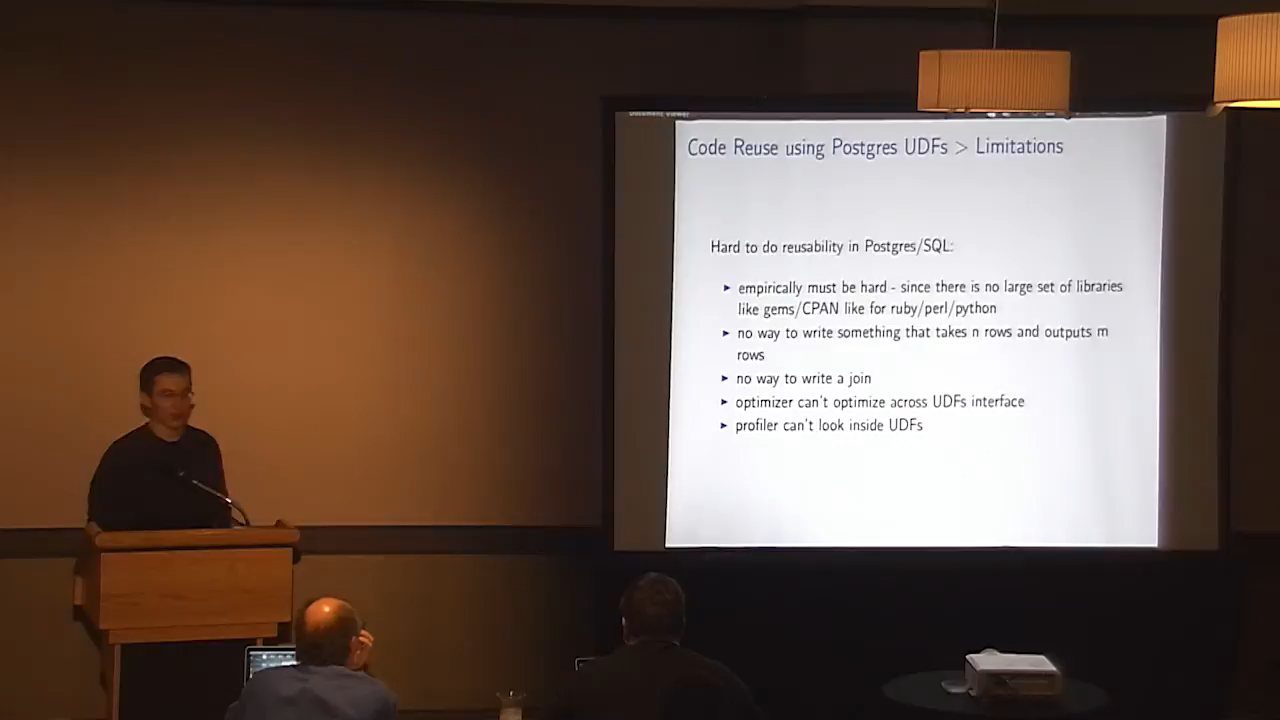 Document Viewer
Code Reuse using Postgres UDFs > Limitations
Hard to do reusability in Postgres/SQL:
▸ empirically must be hard - since there is no large set of libraries
like gems/CPAN like for ruby/perl/python
▸ no way to write something that takes n rows and outputs m
rows
▸ no way to write a join
▸ optimizer can't optimize across UDFs interface
▸ profiler can't look inside UDFs